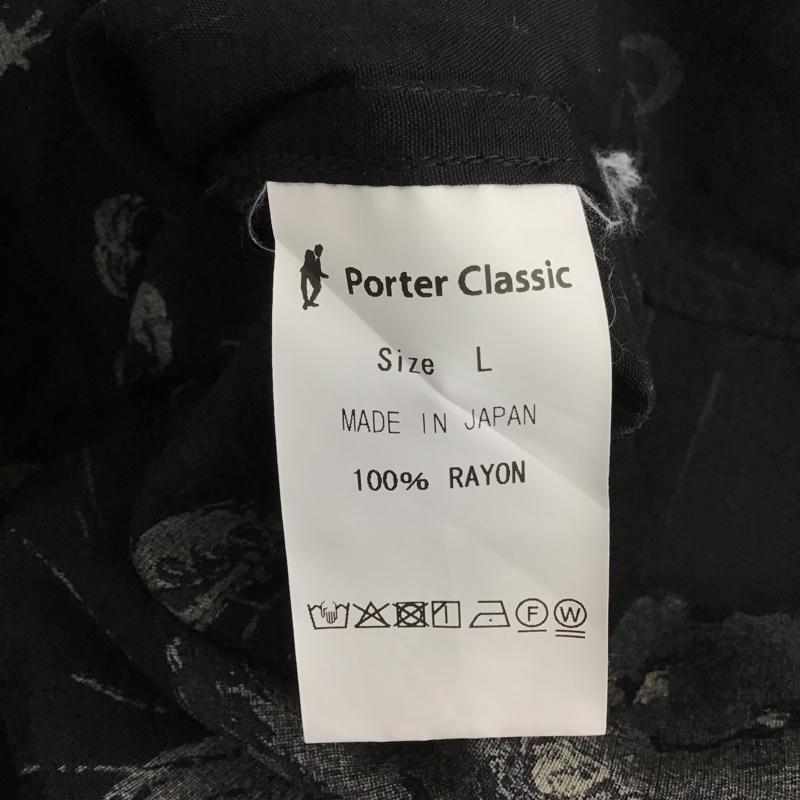 Porter Classic
Size L
MADE IN JAPAN
100% RAYON
F W